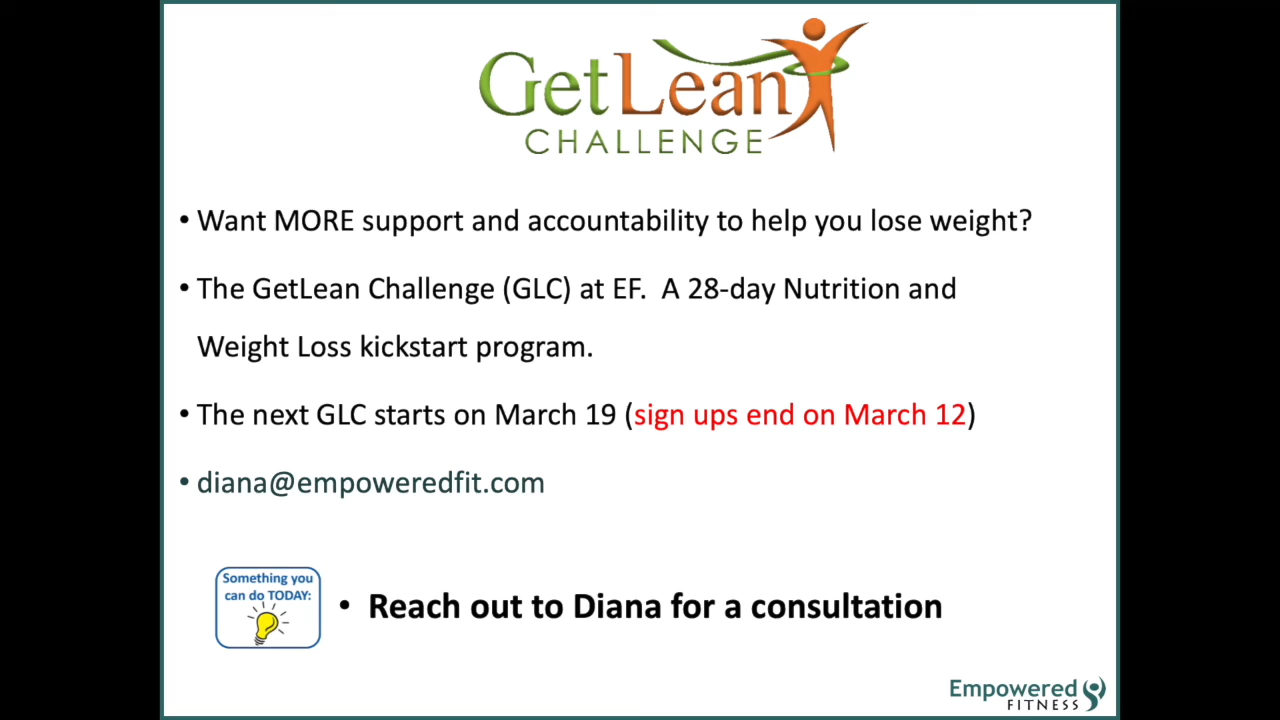 GetLean
CHALLENGE
• Want MORE support and accountability to help you lose weight?
• The GetLean Challenge (GLC) at EF.  A 28-day Nutrition and
Weight Loss kickstart program.
• The next GLC starts on March 19 (sign ups end on March 12)
• diana@empoweredfit.com
Something you
can do TODAY:
• Reach out to Diana for a consultation
Empowered
FITNESS